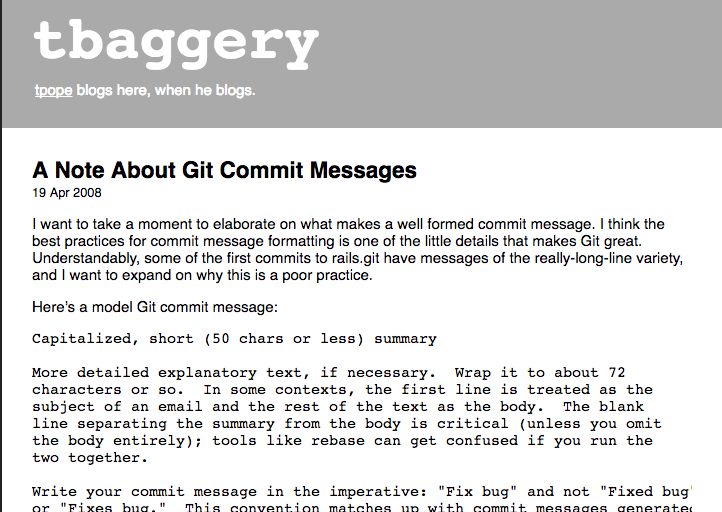 tbaggery
tpope blogs here, when he blogs.
A Note About Git Commit Messages
19 Apr 2008
I want to take a moment to elaborate on what makes a well formed commit message. I think the
best practices for commit message formatting is one of the little details that makes Git great.
Understandably, some of the first commits to rails.git have messages of the really-long-line variety,
and I want to expand on why this is a poor practice.
Here's a model Git commit message:
Capitalized, short (50 chars or less) summary
More detailed explanatory text, if necessary.  Wrap it to about 72
characters or so.  In some contexts, the first line is treated as the
subject of an email and the rest of the text as the body.  The blank
line separating the summary from the body is critical (unless you omit
the body entirely); tools like rebase can get confused if you run the
two together.
Write your commit message in the imperative: "Fix bug" and not "Fixed bug"
or "Fixes bug."  This convention matches up with commit messages generated